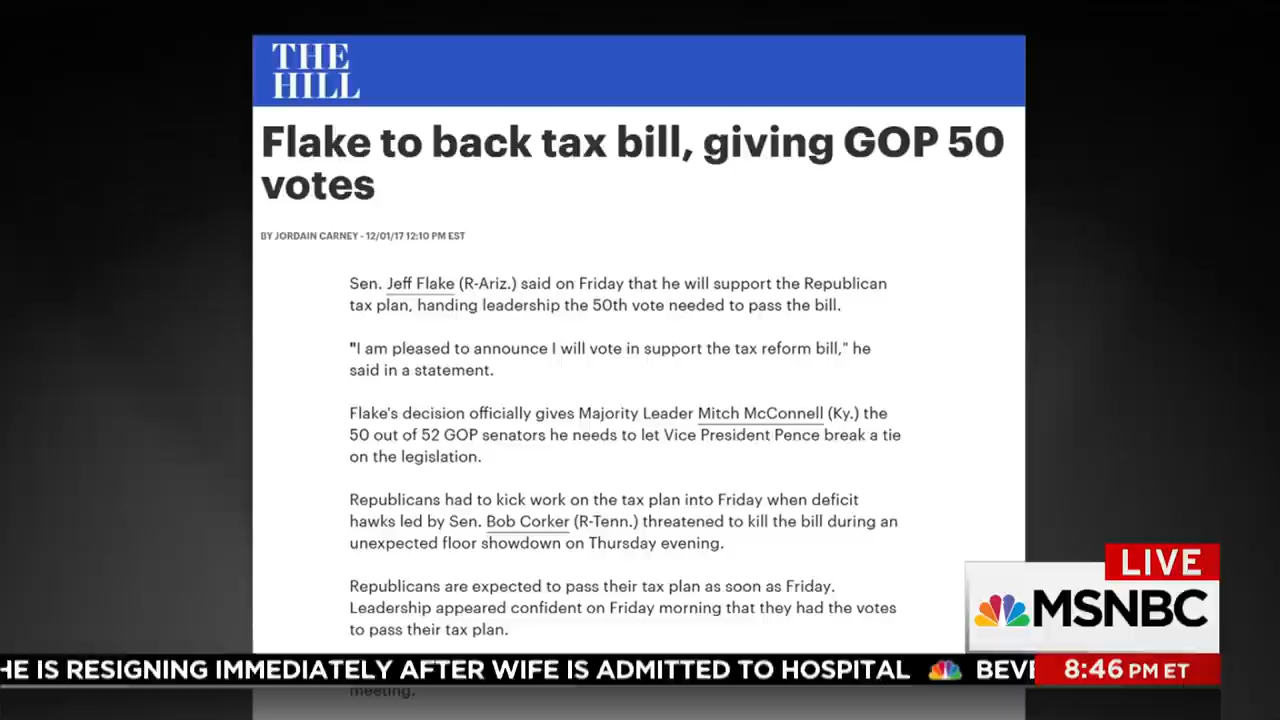 THE
HILL
Flake to back tax bill, giving GOP 50
votes
BY JORDAIN CARNEY - 12/01/17 12:10 PM EST
Sen. Jeff Flake (R-Ariz.) said on Friday that he will support the Republican
tax plan, handing leadership the 50th vote needed to pass the bill.
"I am pleased to announce I will vote in support the tax reform bill," he
said in a statement.
Flake's decision officially gives Majority Leader Mitch McConnell (Ky.) the
50 out of 52 GOP senators he needs to let Vice President Pence break a tie
on the legislation.
Republicans had to kick work on the tax plan into Friday when deficit
hawks led by Sen. Bob Corker (R-Tenn.) threatened to kill the bill during an
unexpected floor showdown on Thursday evening.
Republicans are expected to pass their tax plan as soon as Friday.
Leadership appeared confident on Friday morning that they had the votes
to pass their tax plan.
LIVE
MSNBC
HE IS RESIGNING IMMEDIATELY AFTER WIFE IS ADMITTED TO HOSPITAL BEVE
8:46 PM ET
meeting.